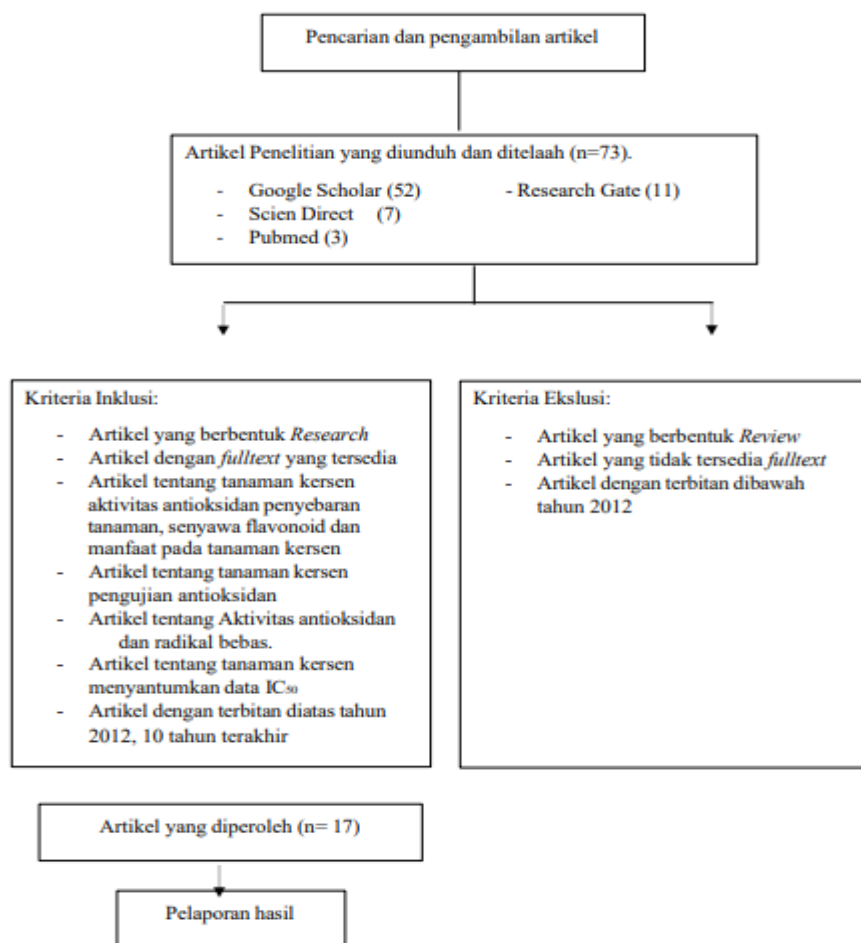 Pencarian dan pengambilan artikel
Artikel Penelitian yang diunduh dan ditelaah (n=73).
- Google Scholar (52) - Research Gate (11)
- Scien Direct (7)
- Pubmed (3)
Kriteria Inklusi:
- Artikel yang berbentuk Research
- Artikel dengan fulltext yang tersedia
- Artikel tentang tanaman kersen
aktivitas antioksidan penyebaran
tanaman, senyawa flavonoid dan
manfaat pada tanaman kersen
- Artikel tentang tanaman kersen
pengujian antioksidan
- Artikel tentang Aktivitas antioksidan
dan radikal bebas.
- Artikel tentang tanaman kersen
menyantumkan data IC₅₀
- Artikel dengan terbitan diatas tahun
2012, 10 tahun terakhir
Kriteria Ekslusi:
- Artikel yang berbentuk Review
- Artikel yang tidak tersedia fulltext
- Artikel dengan terbitan dibawah
tahun 2012
Artikel yang diperoleh (n= 17)
Pelaporan hasil